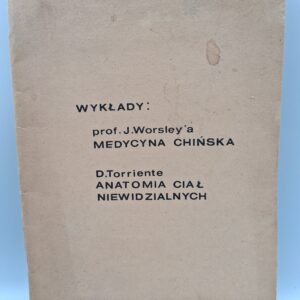 WYKŁADY:
prof. J. Worsley'a
MEDYCYNA CHIŃSKA
D.Torriente
ANATOMIA CIAŁ
NIEWIDZIALNYCH